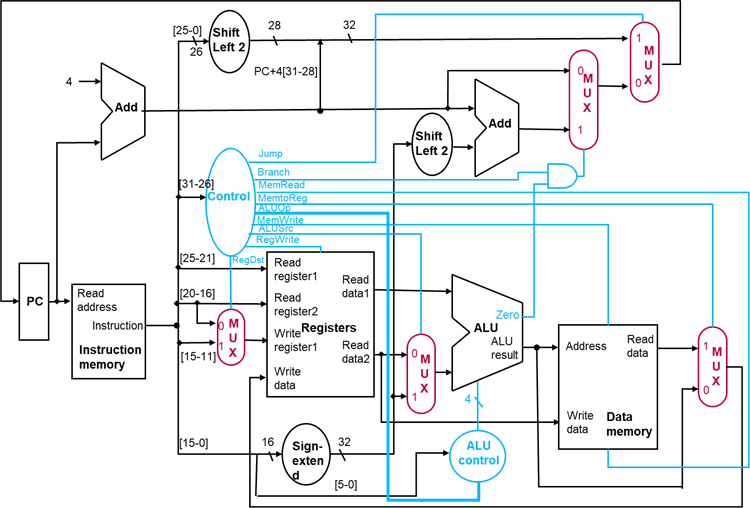 [25-0]
26
Shift
Left 2
28
32
PC+4[31-28]
1
M
U
X
0
4
Add
0
M
U
X
1
Shift
Left 2
Add
Jump
Branch
MemRead
MemtoReg
ALUOp
MemWrite
ALUSrc
RegWrite
RegDst
[31-26]
Control
[25-21]
[20-16]
[15-11]
PC
Read
address
Instruction
Instruction
memory
0
1
M
U
X
Read
register1
Read
register2
Write
register1
Write
data
Registers
Read
data1
Read
data2
0
M
U
X
1
Zero
ALU
ALU
result
4
Address
Read
data
Write
data
Data
memory
1
M
U
X
0
[15-0]
16
Sign-
exten
d
32
[5-0]
ALU
control